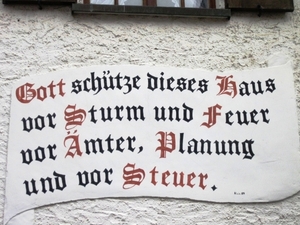 Gott schütze dieses Haus
vor Sturm und Feuer
vor Ämter, Planung
und vor Steuer.